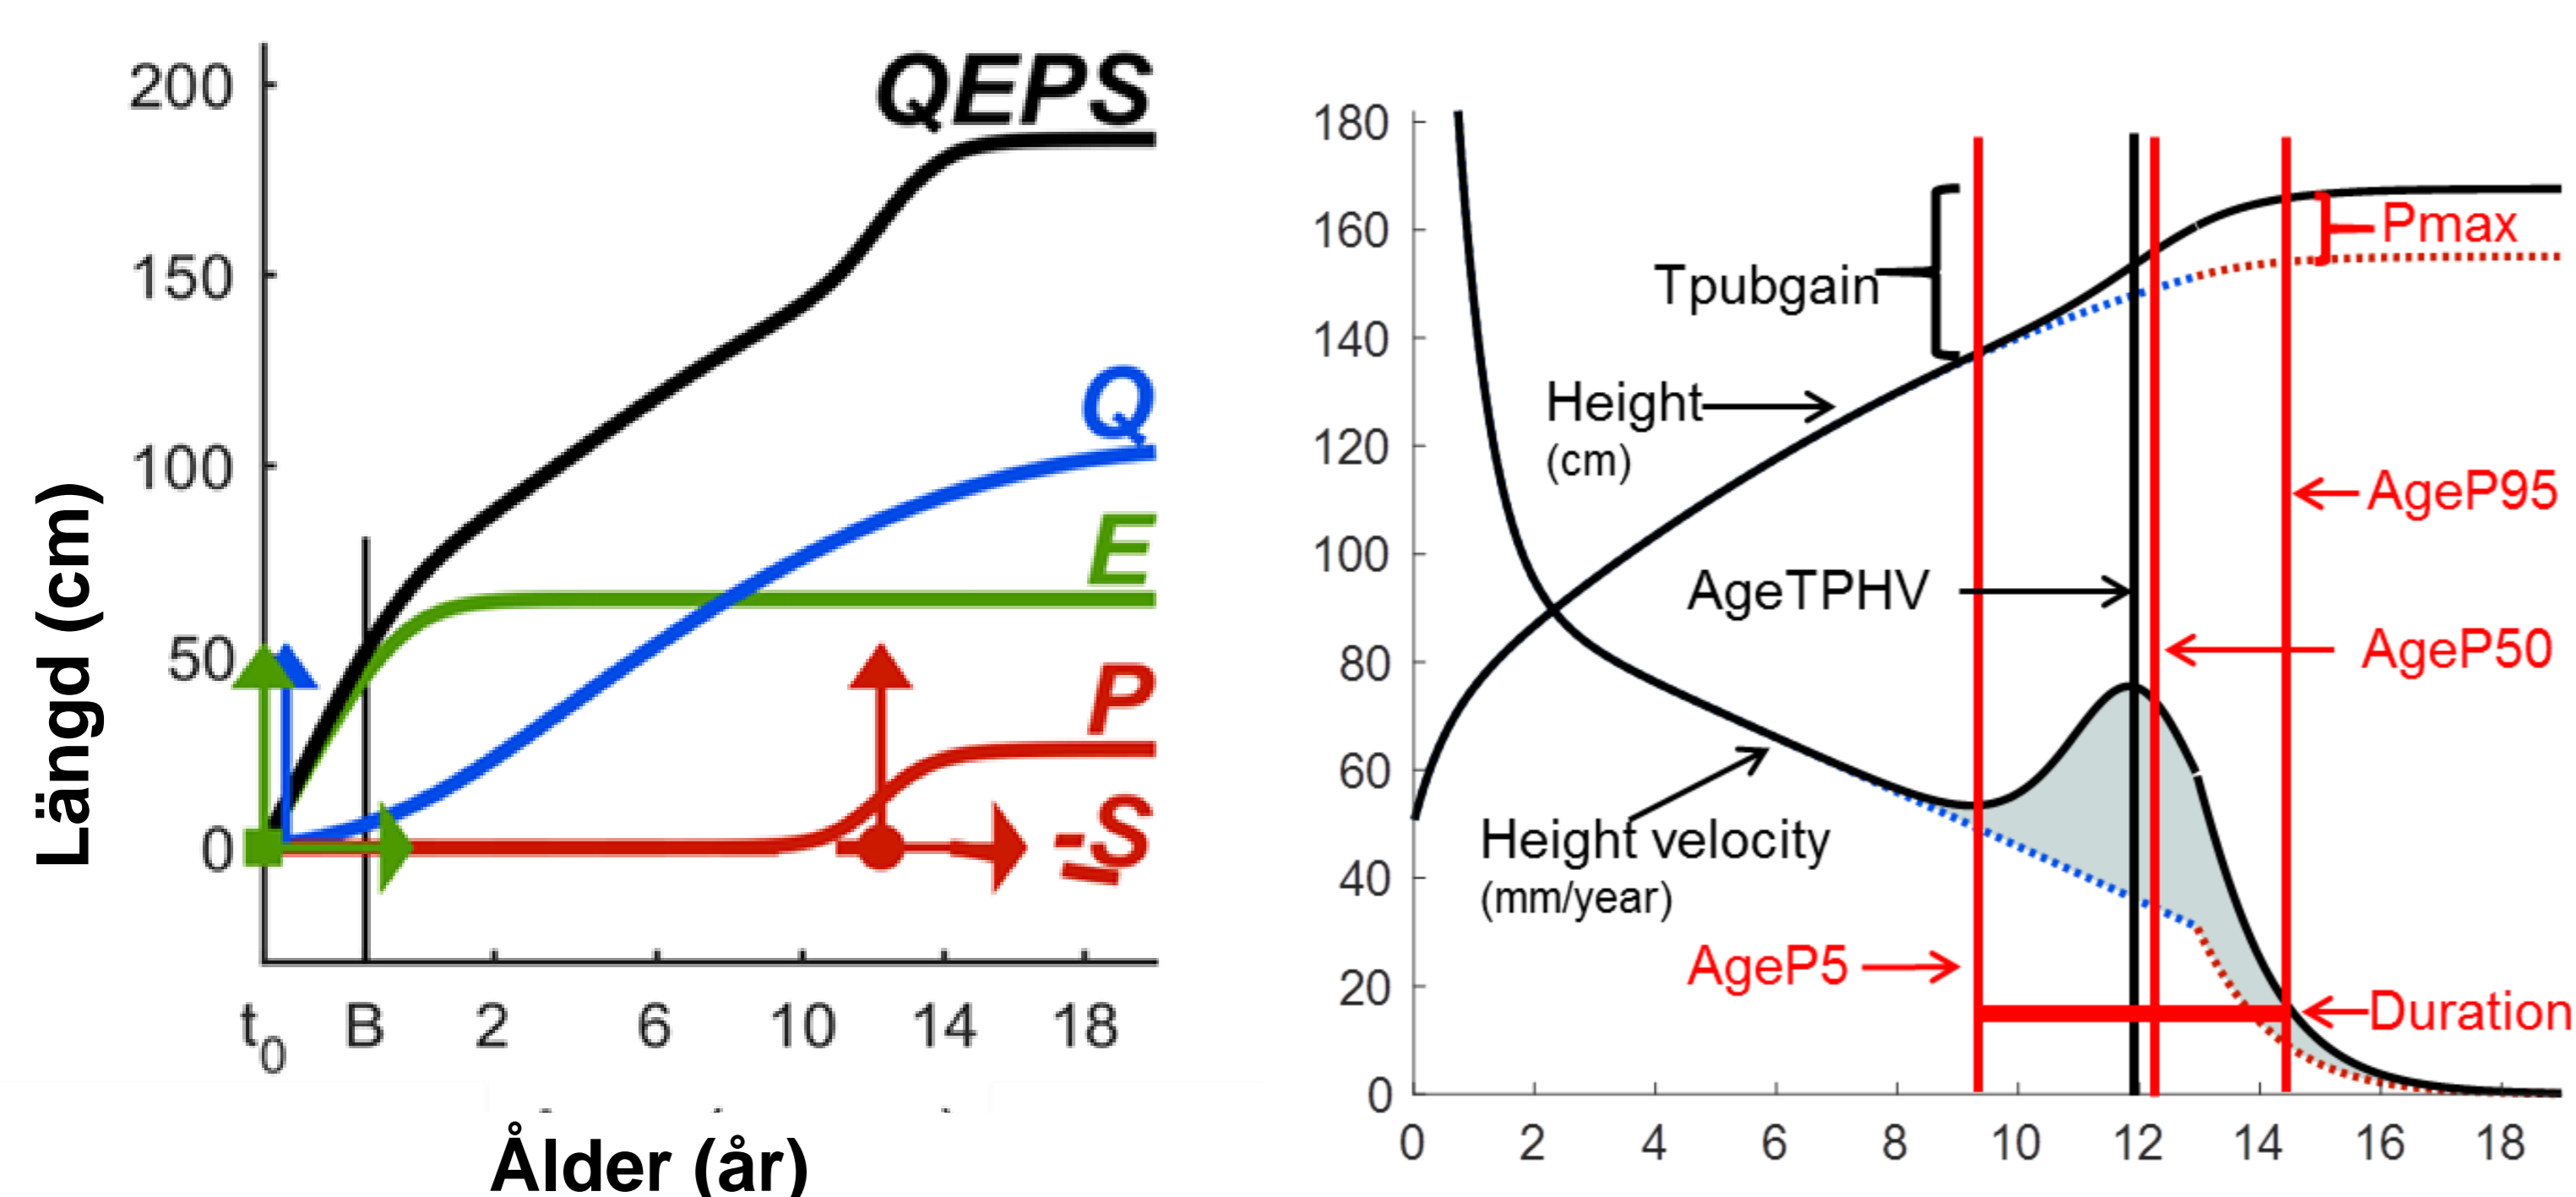 QEPS
Q
E
P
-S
200
150
100
50
0
Längd (cm)
t0 B 2 6 10 14 18
Ålder (år)
180
160
140
120
100
80
60
40
20
0
Tpubgain
Pmax
Height
(cm)
AgeP95
AgeTPHV
AgeP50
Height velocity
(mm/year)
AgeP5
Duration
0 2 4 6 8 10 12 14 16 18